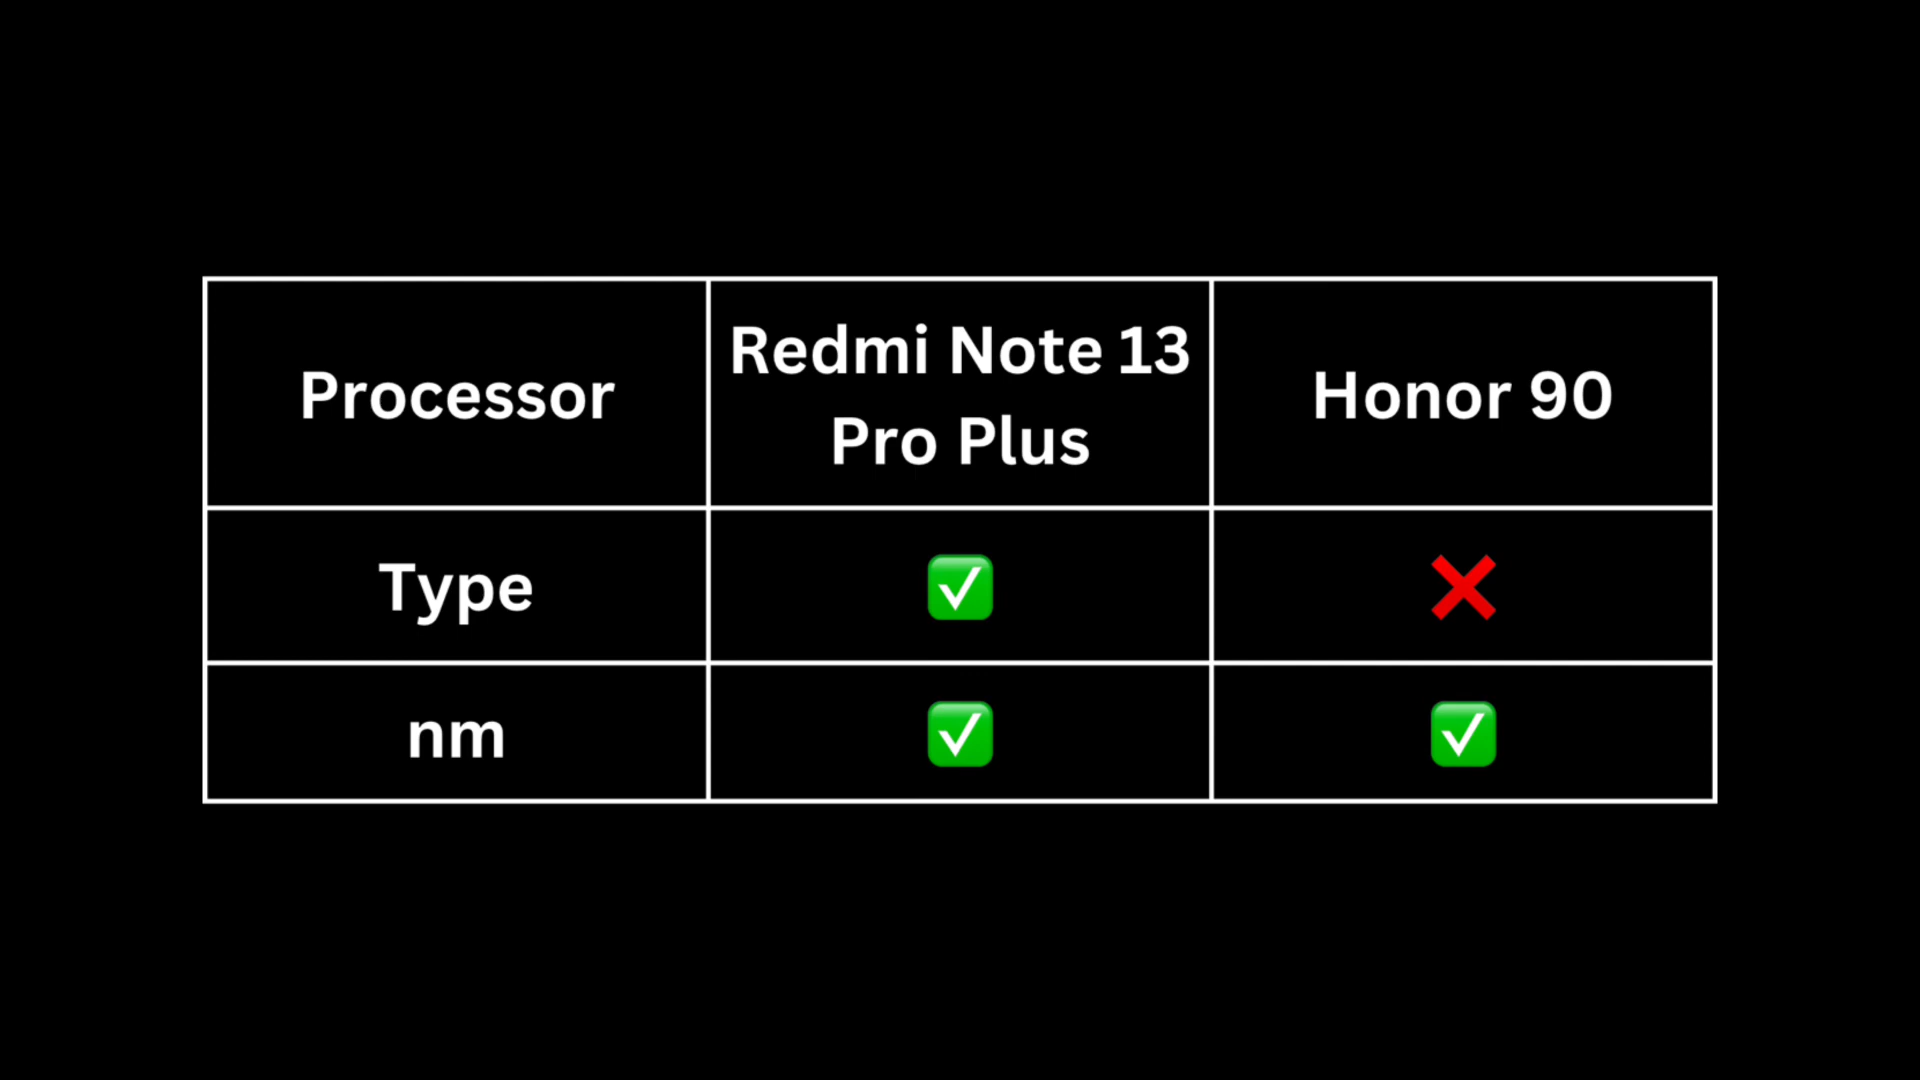 Processor
Redmi Note 13
Pro Plus
Honor 90
Type
✅
❌
nm
✅
✅